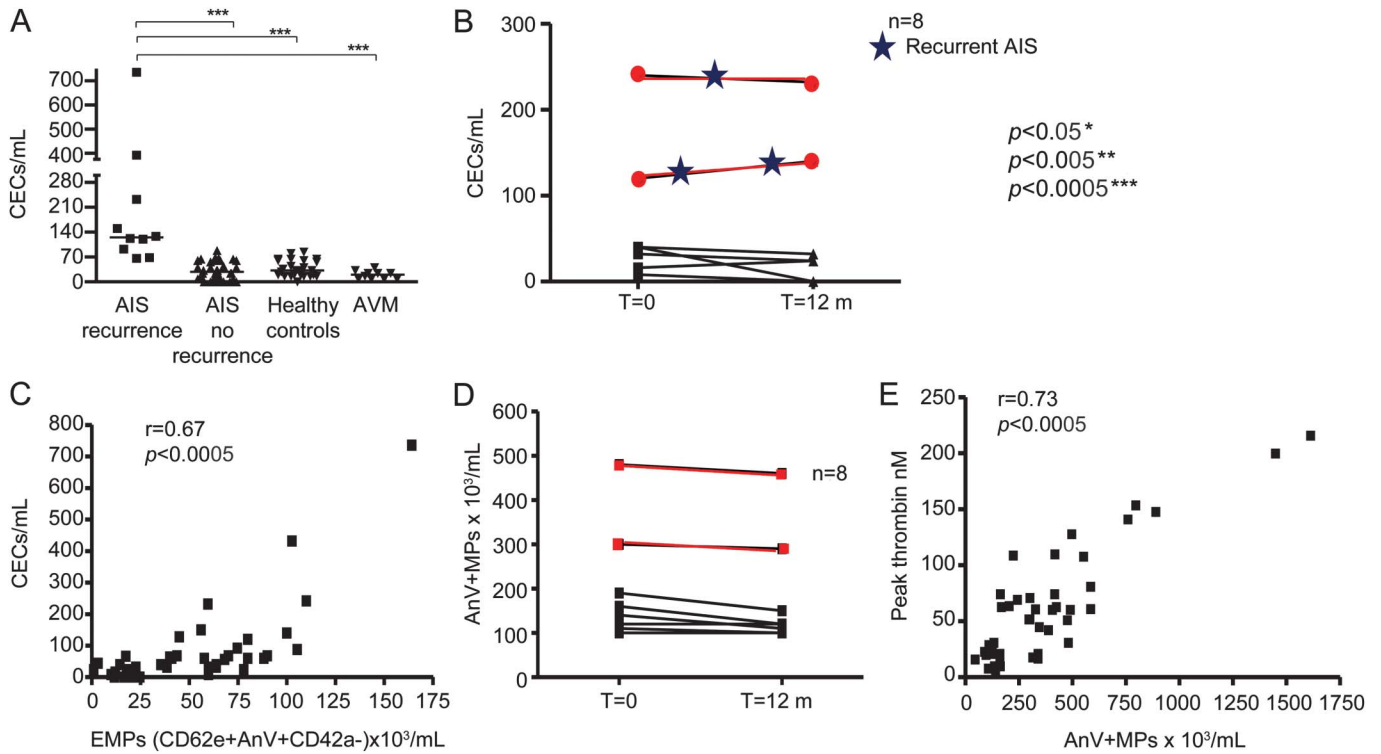 A
***
***
***
CECs/mL
700
600
500
400
280
210
140
70
0
AIS
recurrence
AIS
no
recurrence
Healthy
controls
AVM
B
CECs/mL
300
200
100
0
T=0
T=12 m
n=8
Recurrent AIS
p<0.05*
p<0.005**
p<0.0005***
C
r=0.67
p<0.0005
CECs/mL
800
700
600
500
400
300
200
100
0
0 25 50 75 100 125 150 175
EMPs (CD62e+AnV+CD42a-)x10³/mL
D
AnV+MPs x 10³/mL
600
500
400
300
200
100
0
T=0
T=12 m
n=8
E
r=0.73
p<0.0005
Peak thrombin nM
250
200
150
100
50
0
0 250 500 750 1000 1250 1500 1750
AnV+MPs x 10³/mL